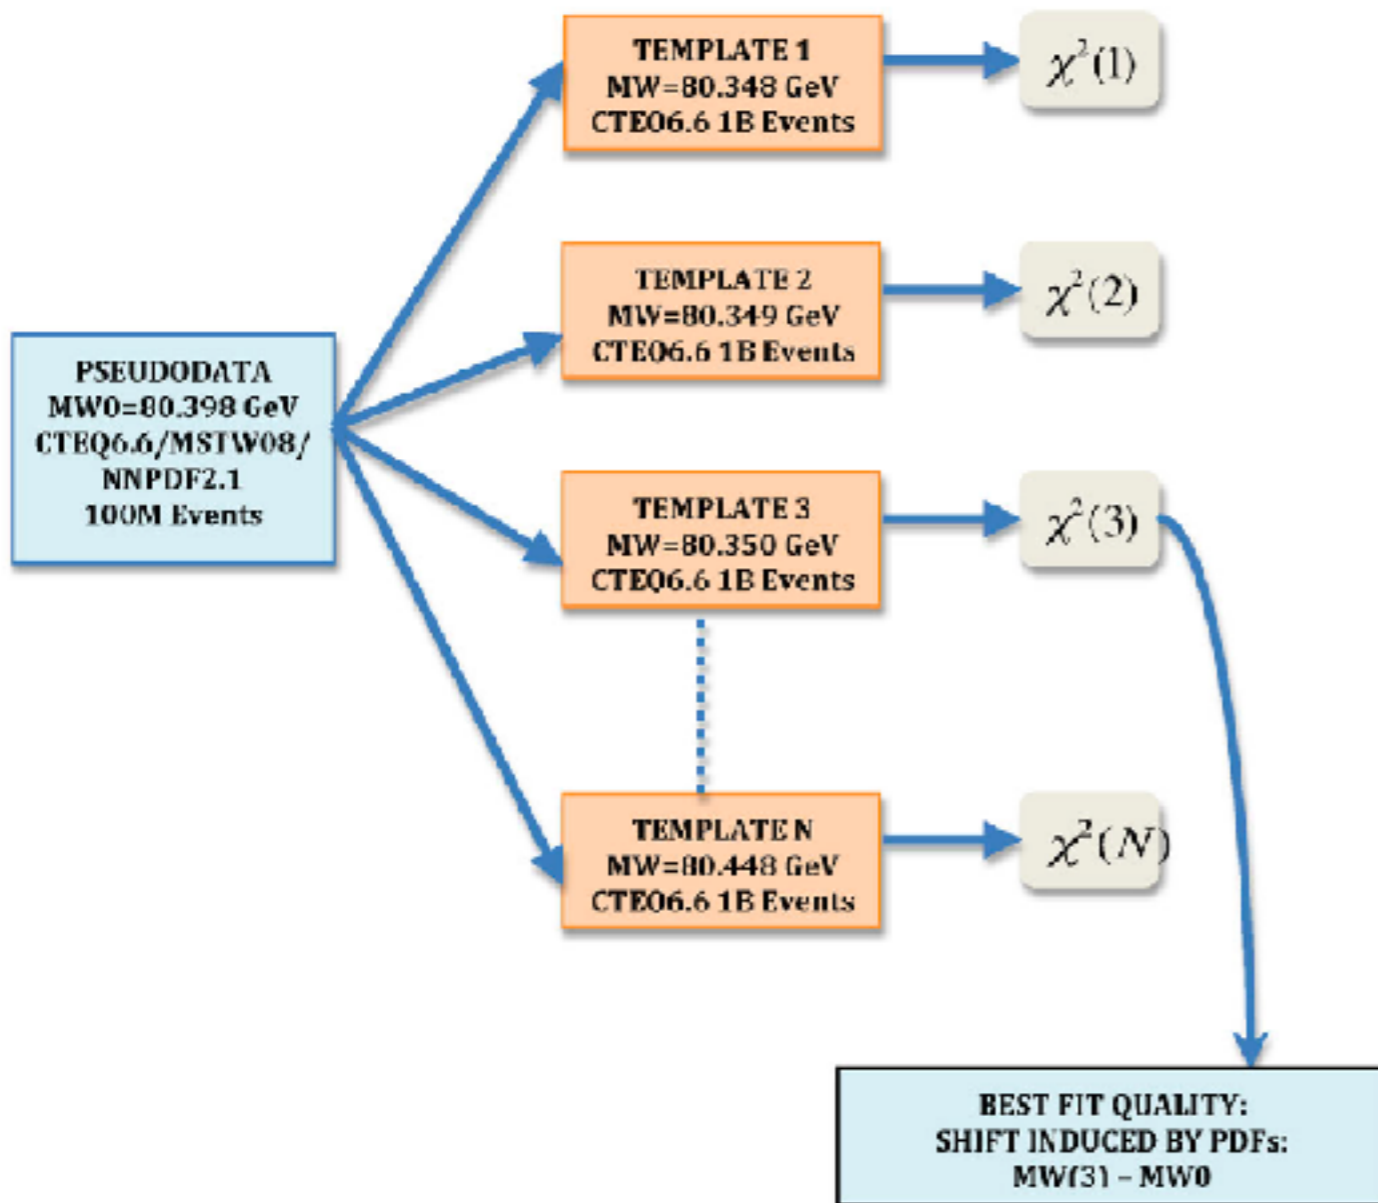 TEMPLATE 1
MW=80.348 GeV
CTEQ6.6 1B Events
χ²(1)
TEMPLATE 2
MW=80.349 GeV
CTEQ6.6 1B Events
χ²(2)
PSEUDODATA
MW0=80.398 GeV
CTEQ6.6/MSTW08/
NNPDF2.1
100M Events
TEMPLATE 3
MW=80.350 GeV
CTEQ6.6 1B Events
χ²(3)
TEMPLATE N
MW=80.448 GeV
CTEQ6.6 1B Events
χ²(N)
BEST FIT QUALITY:
SHIFT INDUCED BY PDFs:
MW(3) – MW0